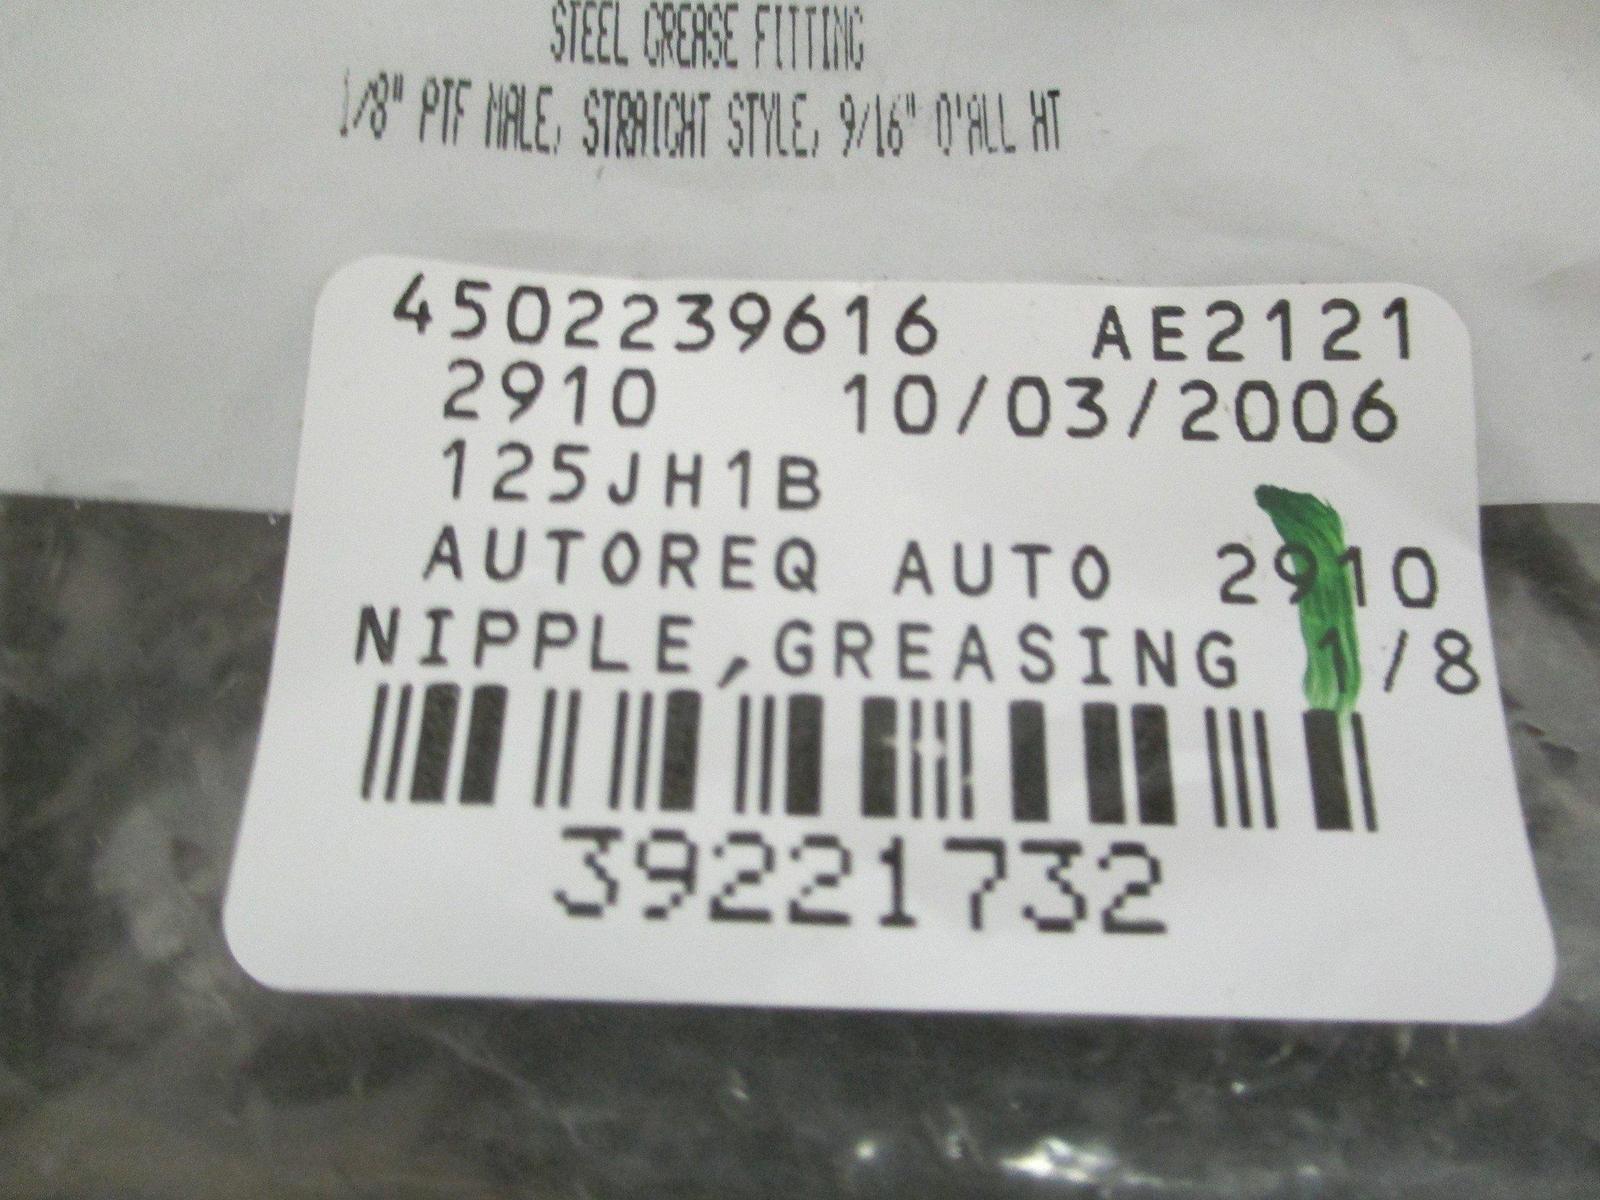 STEEL GREASE FITTING
1/8" PTF MALE, STRAIGHT STYLE, 9/16" O'ALL HT
4502239616 AE2121
2910 10/03/2006
125JH1B
AUTOREQ AUTO 2910
NIPPLE,GREASING 1/8
39221732